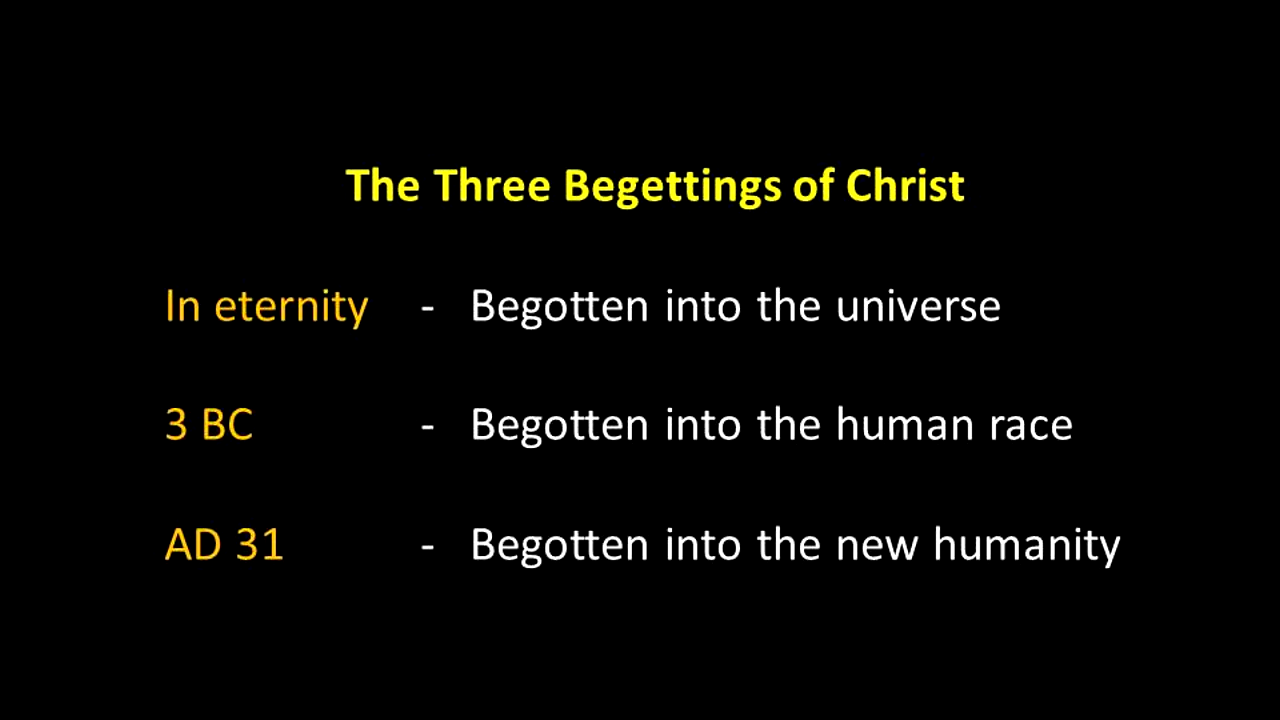 The Three Begettings of Christ
In eternity - Begotten into the universe
3 BC - Begotten into the human race
AD 31 - Begotten into the new humanity